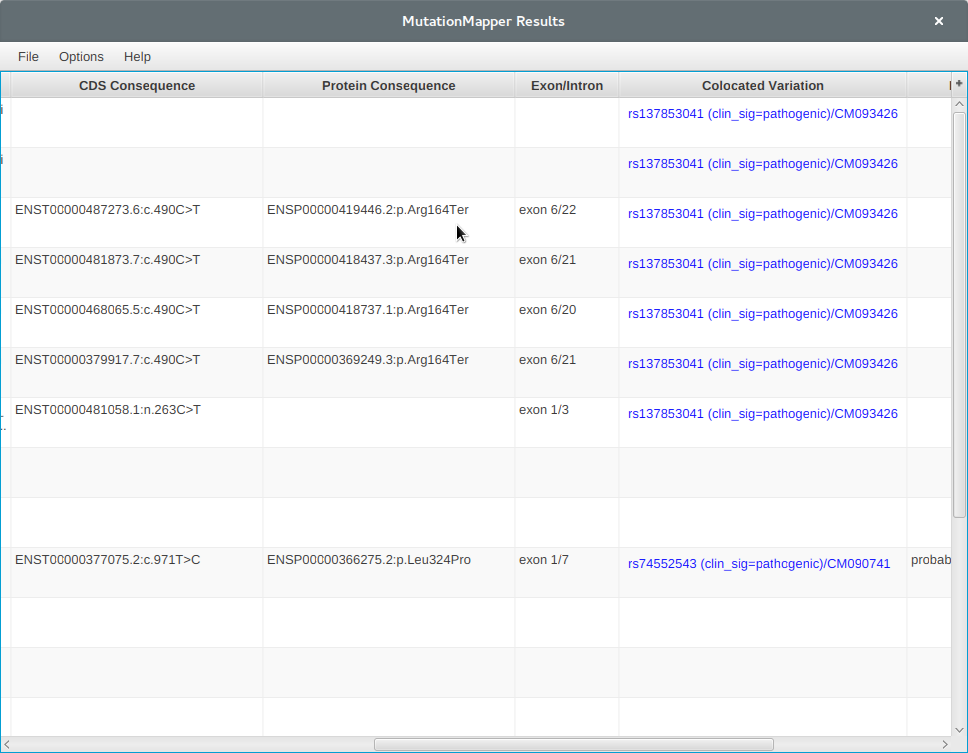 MutationMapper Results
File Options Help
CDS Consequence Protein Consequence Exon/Intron Colocated Variation
rs137853041 (clin_sig=pathogenic)/CM093426
rs137853041 (clin_sig=pathogenic)/CM093426
ENST00000487273.6:c.490C>T ENSP00000419446.2:p.Arg164Ter exon 6/22 rs137853041 (clin_sig=pathogenic)/CM093426
ENST00000481873.7:c.490C>T ENSP00000418437.3:p.Arg164Ter exon 6/21 rs137853041 (clin_sig=pathogenic)/CM093426
ENST00000468065.5:c.490C>T ENSP00000418737.1:p.Arg164Ter exon 6/20 rs137853041 (clin_sig=pathogenic)/CM093426
ENST00000379917.7:c.490C>T ENSP00000369249.3:p.Arg164Ter exon 6/21 rs137853041 (clin_sig=pathogenic)/CM093426
ENST00000481058.1:n.263C>T exon 1/3 rs137853041 (clin_sig=pathogenic)/CM093426
ENST00000377075.2:c.971T>C ENSP00000366275.2:p.Leu324Pro exon 1/7 rs74552543 (clin_sig=pathogenic)/CM090741 probab